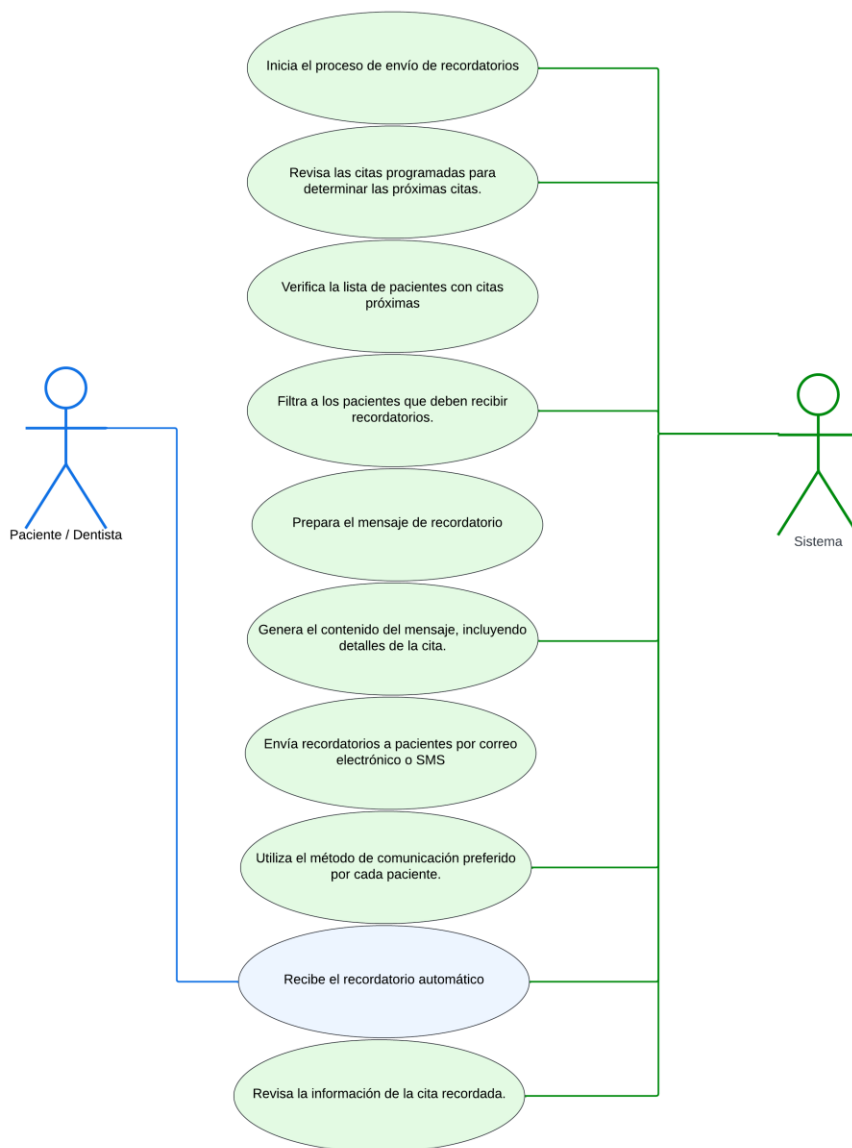 Inicia el proceso de envío de recordatorios
Revisa las citas programadas para
determinar las próximas citas.
Verifica la lista de pacientes con citas
próximas
Filtra a los pacientes que deben recibir
recordatorios.
Prepara el mensaje de recordatorio
Paciente / Dentista
Sistema
Genera el contenido del mensaje, incluyendo
detalles de la cita.
Envía recordatorios a pacientes por correo
electrónico o SMS
Utiliza el método de comunicación preferido
por cada paciente.
Recibe el recordatorio automático
Revisa la información de la cita recordada.